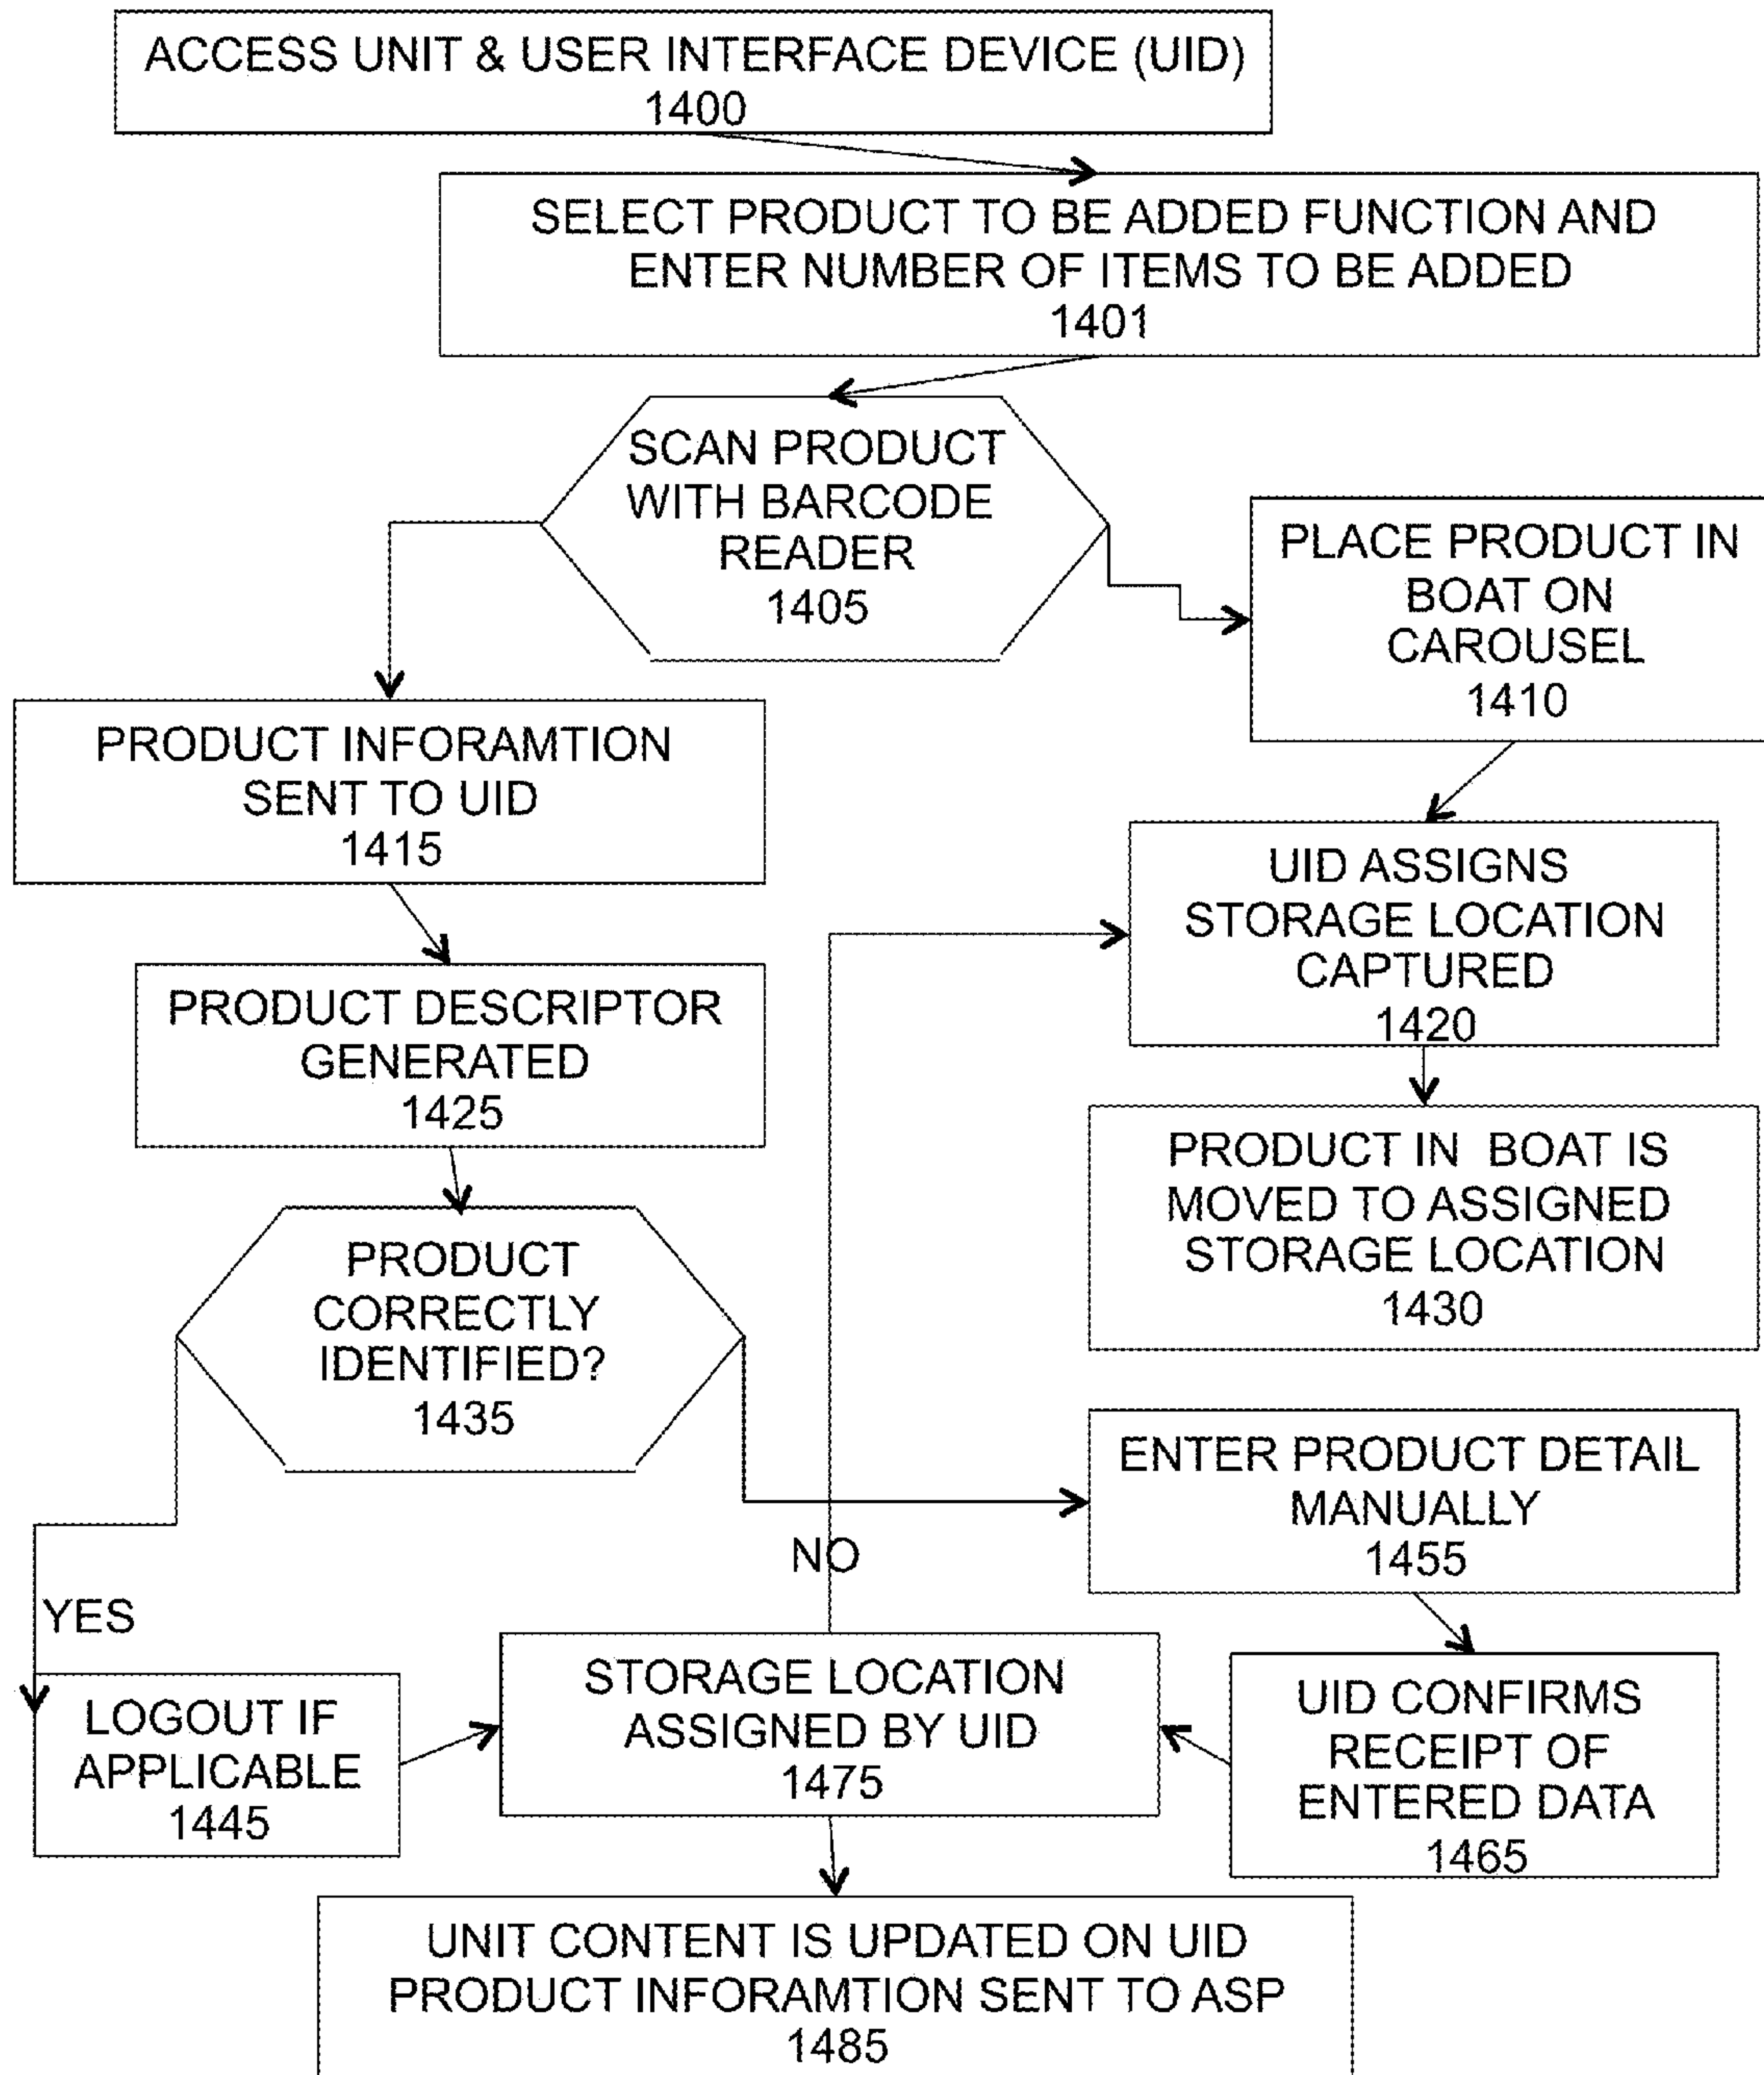 ACCESS UNIT & USER INTERFACE DEVICE (UID)
1400
SELECT PRODUCT TO BE ADDED FUNCTION AND
ENTER NUMBER OF ITEMS TO BE ADDED
1401
SCAN PRODUCT
WITH BARCODE
READER
1405
PLACE PRODUCT IN
BOAT ON
CAROUSEL
1410
PRODUCT INFORAMTION
SENT TO UID
1415
UID ASSIGNS
STORAGE LOCATION
CAPTURED
1420
PRODUCT DESCRIPTOR
GENERATED
1425
PRODUCT IN BOAT IS
MOVED TO ASSIGNED
STORAGE LOCATION
1430
PRODUCT
CORRECTLY
IDENTIFIED?
1435
ENTER PRODUCT DETAIL
MANUALLY
1455
NO
YES
LOGOUT IF
APPLICABLE
1445
STORAGE LOCATION
ASSIGNED BY UID
1475
UID CONFIRMS
RECEIPT OF
ENTERED DATA
1465
UNIT CONTENT IS UPDATED ON UID
PRODUCT INFORAMTION SENT TO ASP
1485